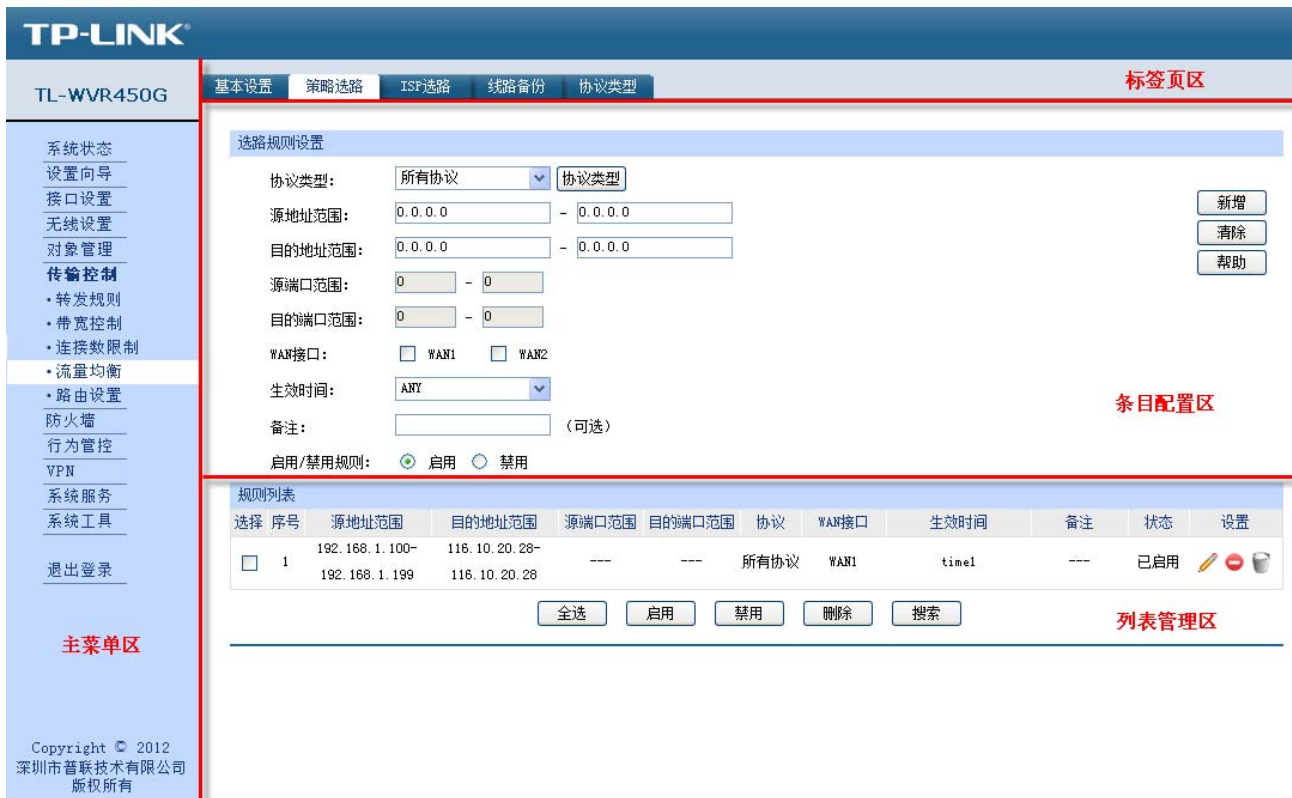 TP-LINK®
TL-WVR450G
基本设置 策略选路 ISP选路 线路备份 协议类型 标签页区
系统状态
设置向导
接口设置
无线设置
对象管理
传输控制
•转发规则
•带宽控制
•连接数限制
•流量均衡
•路由设置
防火墙
行为管控
VPN
系统服务
系统工具
退出登录
主菜单区
Copyright © 2012
深圳市普联技术有限公司
版权所有
选路规则设置
协议类型: 所有协议 协议类型
源地址范围: 0.0.0.0 - 0.0.0.0
目的地址范围: 0.0.0.0 - 0.0.0.0
源端口范围: 0 - 0
目的端口范围: 0 - 0
WAN接口: WAN1 WAN2
生效时间: ANY
备注: (可选)
启用/禁用规则: 启用 禁用
新增
清除
帮助
条目配置区
规则列表
选择 序号 源地址范围 目的地址范围 源端口范围 目的端口范围 协议 WAN接口 生效时间 备注 状态 设置
1 192.168.1.100-192.168.1.199 116.10.20.28-116.10.20.28 --- --- 所有协议 WAN1 time1 --- 已启用
全选 启用 禁用 删除 搜索
列表管理区